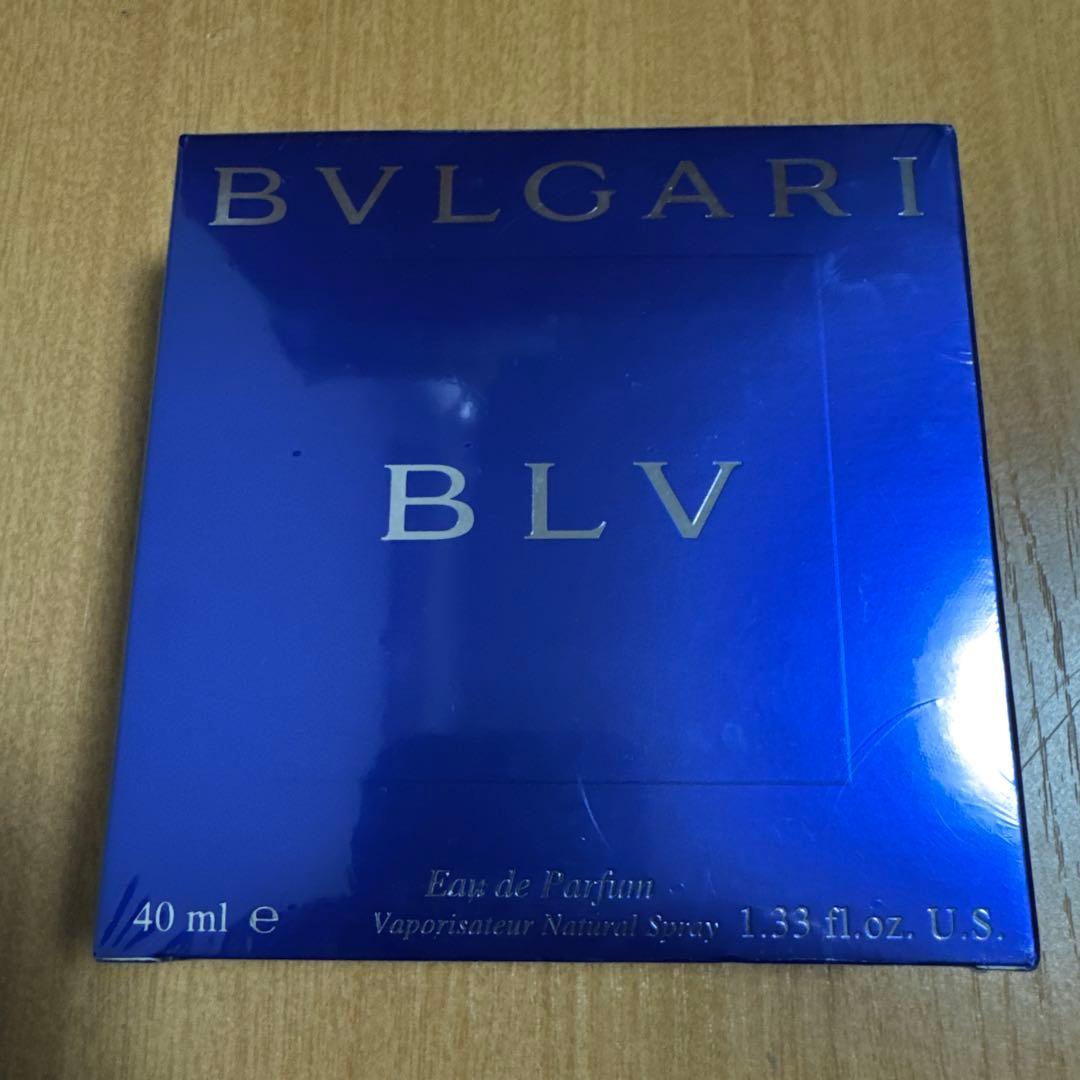 BVLGARI
BLV
Eau de Parfum
40 ml ℮ Vaporisateur Natural Spray 1.33 fl.oz. U.S.